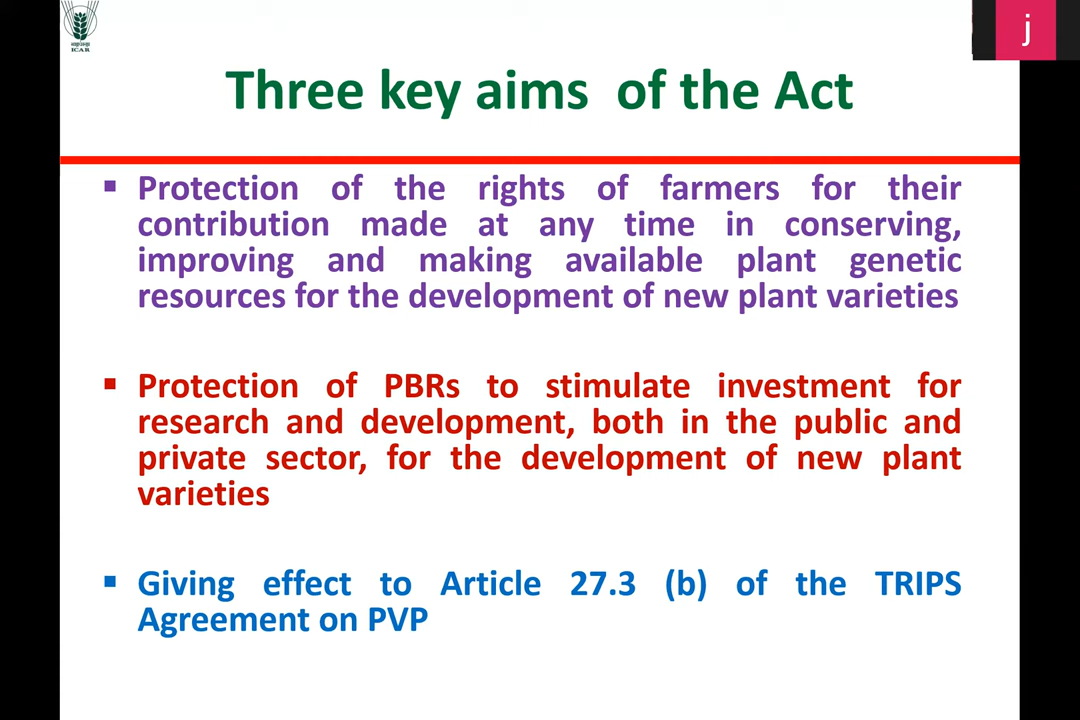 ICAR
j
Three key aims of the Act
▪ Protection of the rights of farmers for their
contribution made at any time in conserving,
improving and making available plant genetic
resources for the development of new plant varieties
▪ Protection of PBRs to stimulate investment for
research and development, both in the public and
private sector, for the development of new plant
varieties
▪ Giving effect to Article 27.3 (b) of the TRIPS
Agreement on PVP